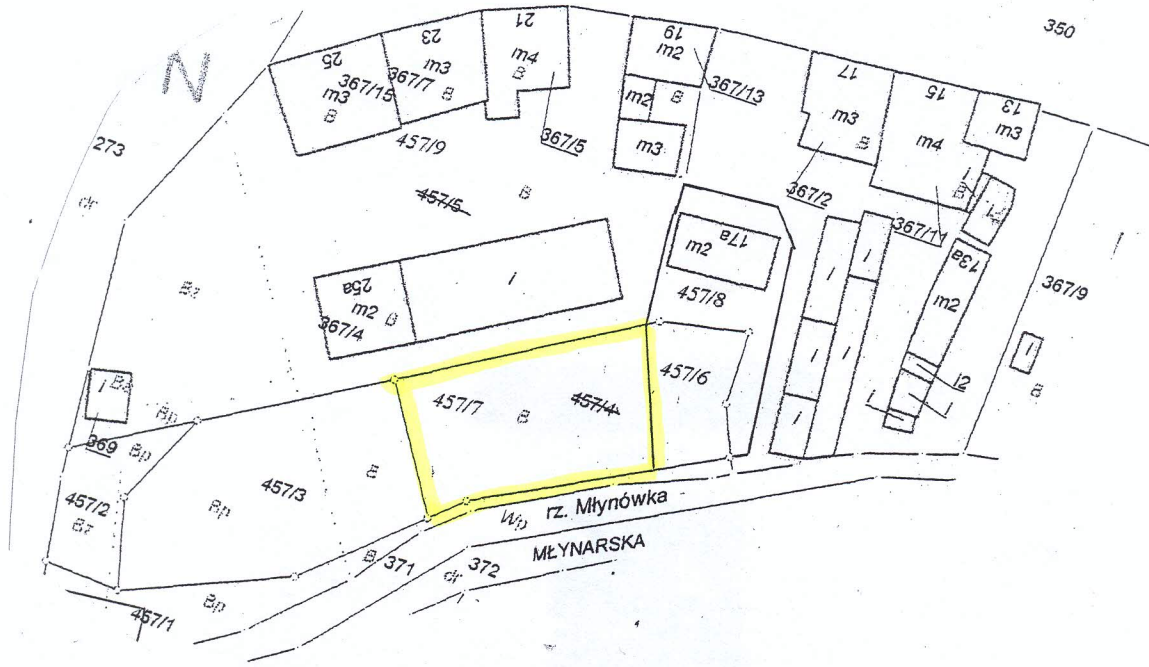 350
21
23
19
25
m4
m2
17
N
m3
B
367/7
367/13
15
13
367/15
m3
m2
B
B
m3
m4
m3
B
B
367/5
m3
B
273
457/9
367/2
B
I
I
457/5
B
dr
367/11
m2
17a
13a
I
I
367/9
Bz
25a
I
457/8
m2
m2
B
367/4
I
I
I
457/6
I2
I
Bz
457/7
457/4
I
I
B
Bp
B
369
Bp
457/3
B
457/2
Bz
Bp
Wp
rz. Młynówka
MŁYNARSKA
B
371
372
dr
Bp
457/1